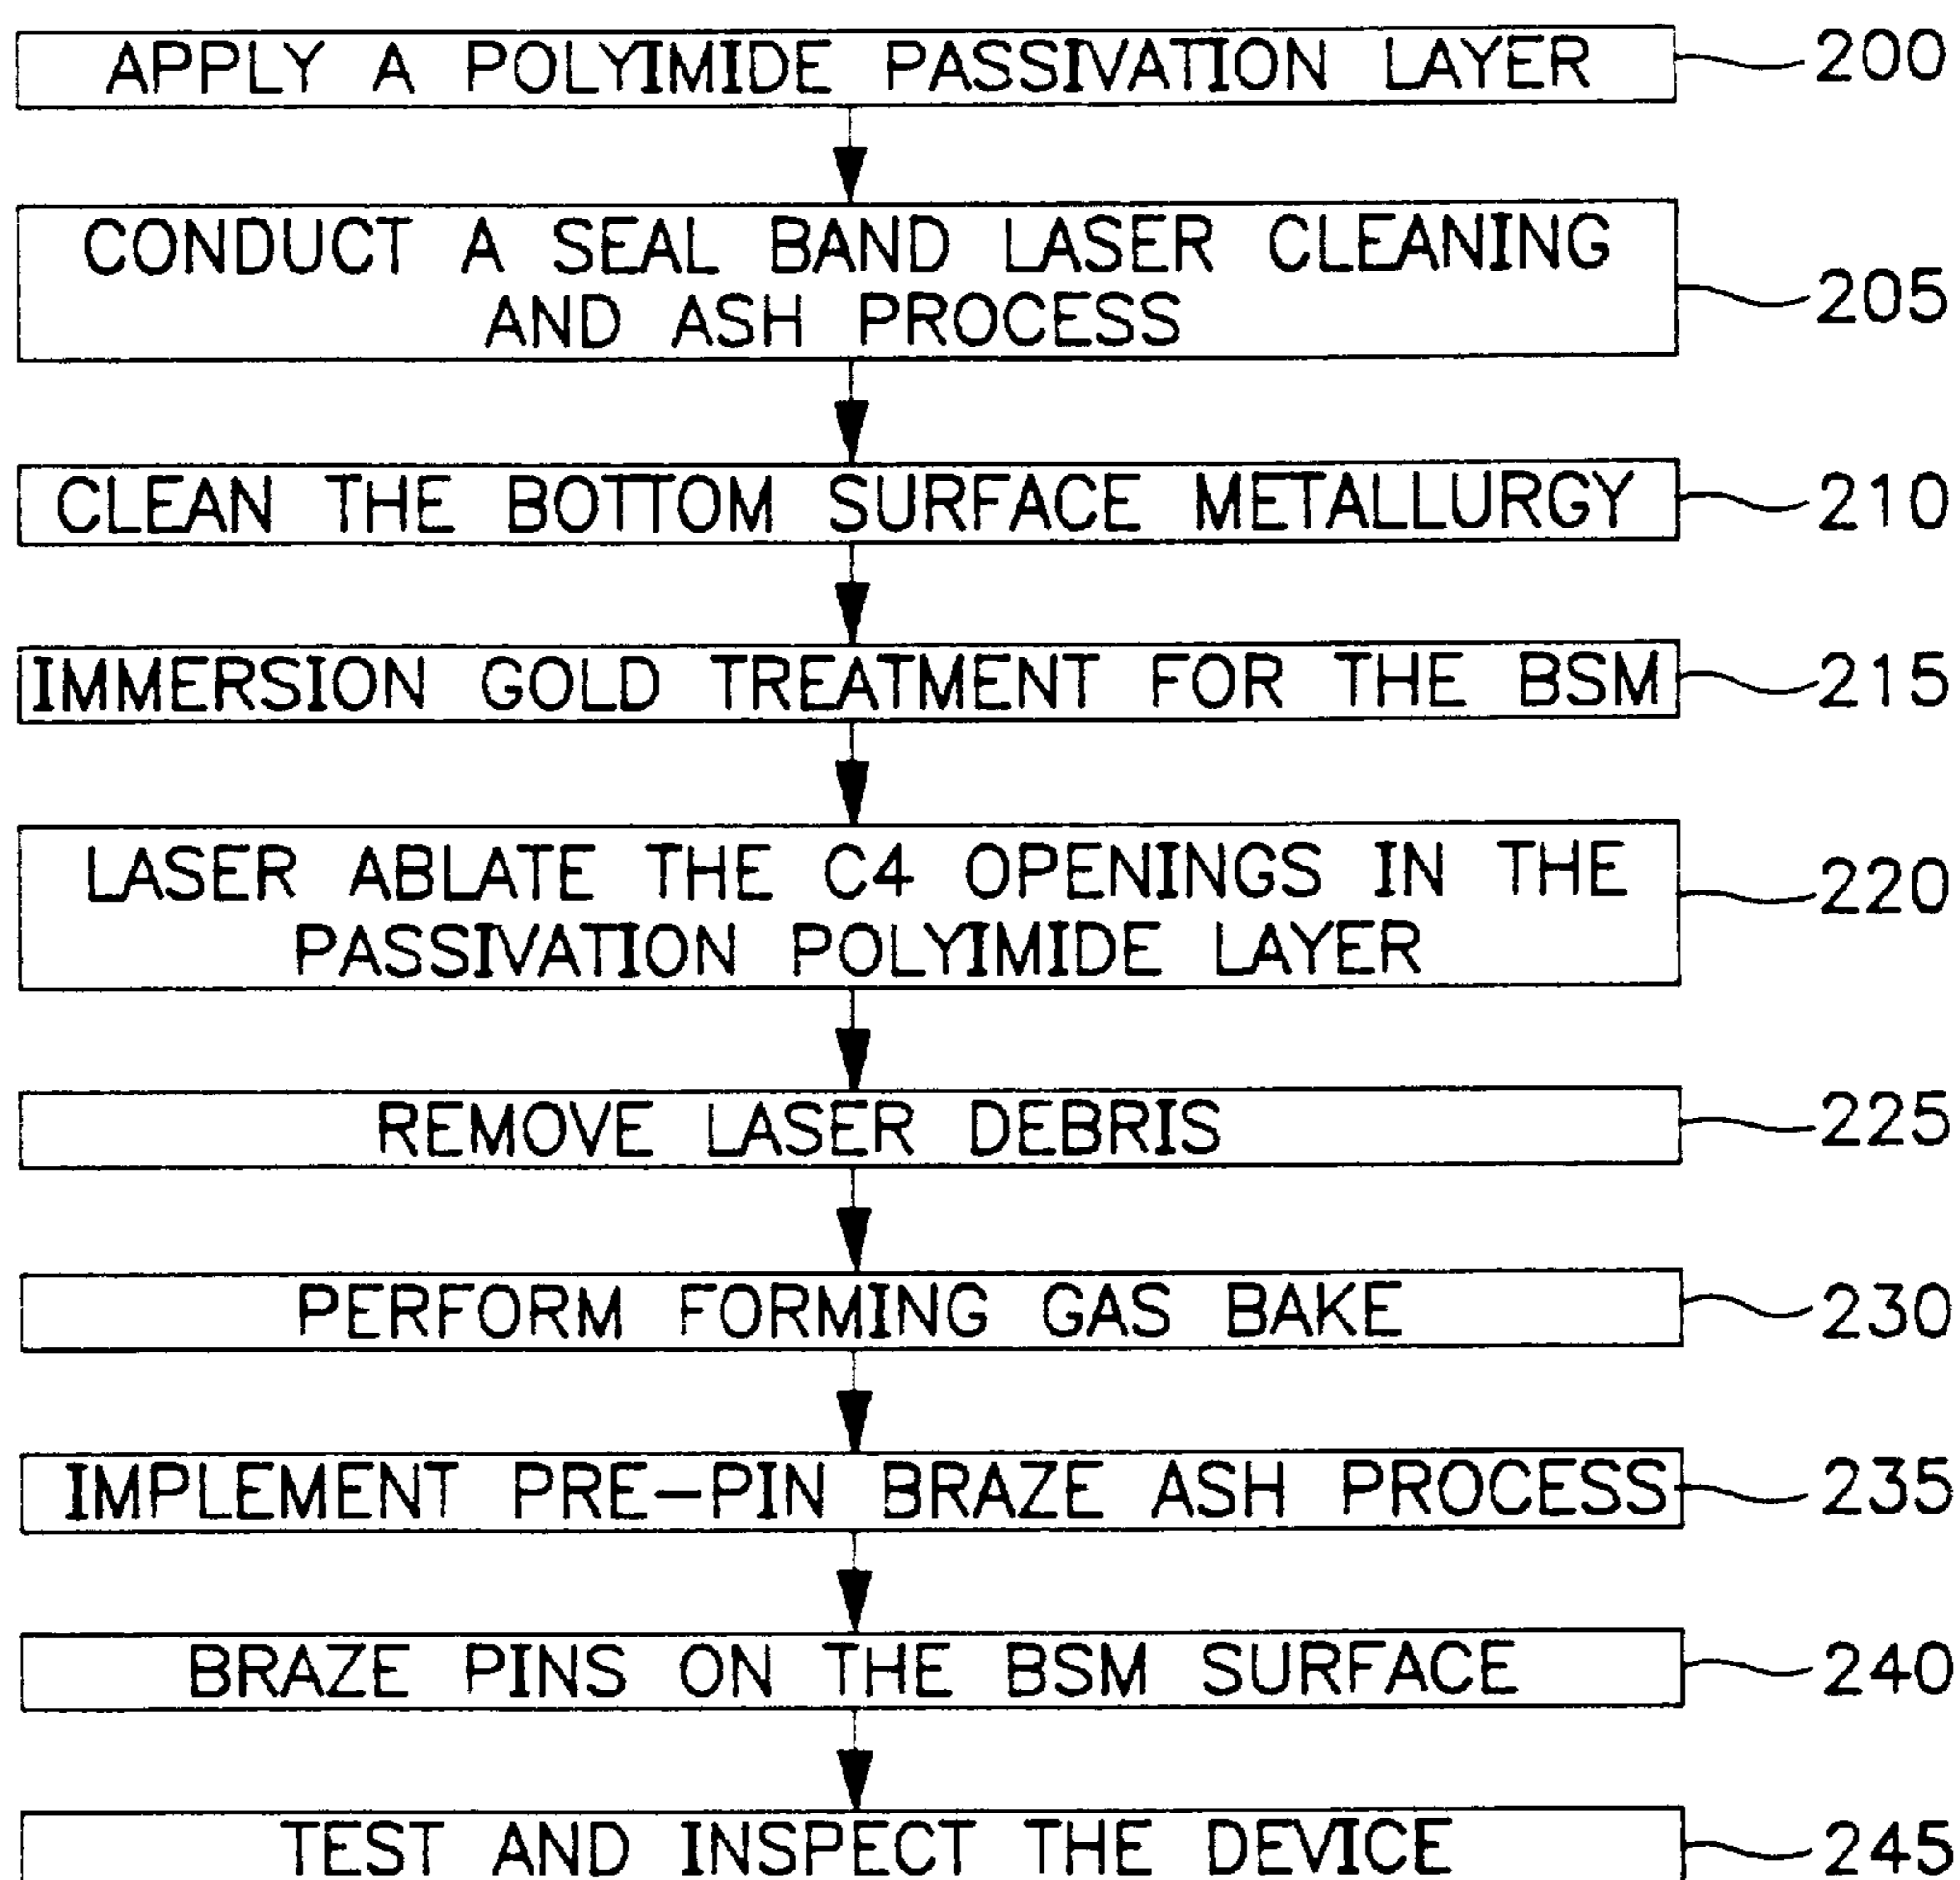 APPLY A POLYIMIDE PASSIVATION LAYER 200
CONDUCT A SEAL BAND LASER CLEANING
AND ASH PROCESS 205
CLEAN THE BOTTOM SURFACE METALLURGY 210
IMMERSION GOLD TREATMENT FOR THE BSM 215
LASER ABLATE THE C4 OPENINGS IN THE
PASSIVATION POLYIMIDE LAYER 220
REMOVE LASER DEBRIS 225
PERFORM FORMING GAS BAKE 230
IMPLEMENT PRE-PIN BRAZE ASH PROCESS 235
BRAZE PINS ON THE BSM SURFACE 240
TEST AND INSPECT THE DEVICE 245